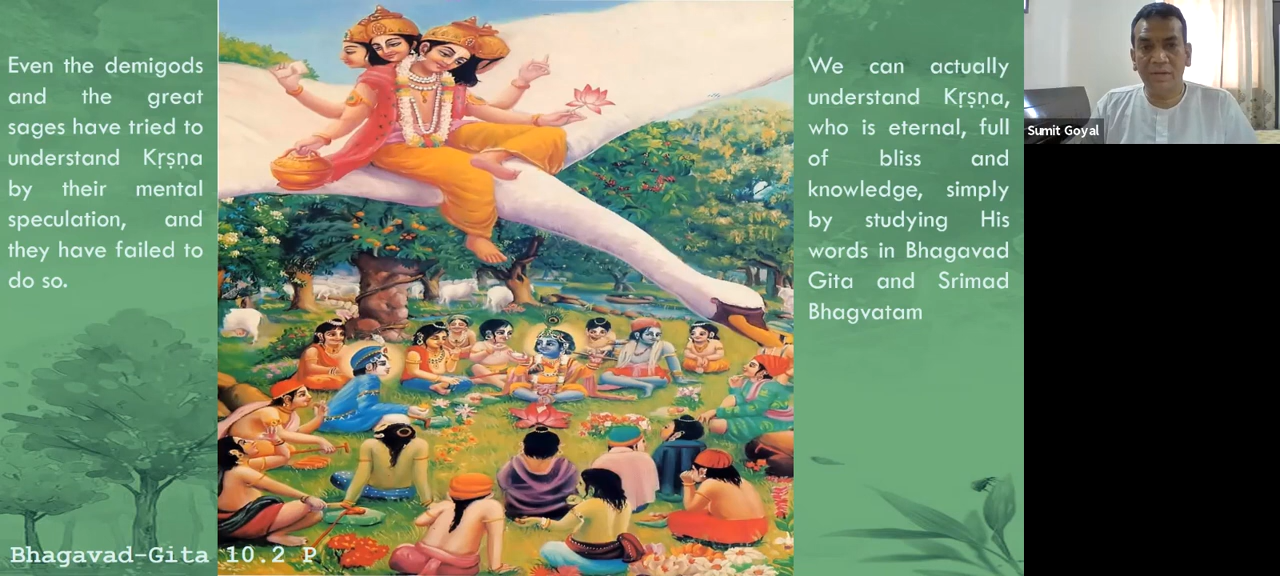 Even the demigods
and the great
sages have tried to
understand Kṛṣṇa
by their mental
speculation, and
they have failed to
do so.
We can actually
understand Kṛṣṇa,
who is eternal, full
of bliss and
knowledge, simply
by studying His
words in Bhagavad
Gita and Srimad
Bhagvatam
Sumit Goyal
Bhagavad-Gita 10.2 P